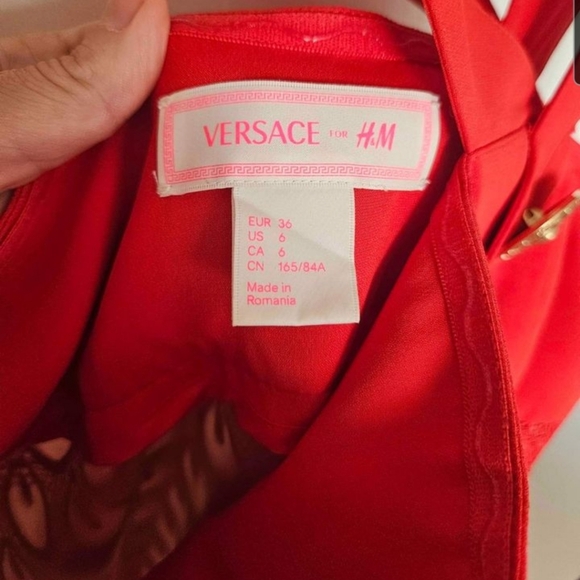 VERSACE FOR H&M
EUR 36
US 6
CA 6
CN 165/84A
Made in
Romania